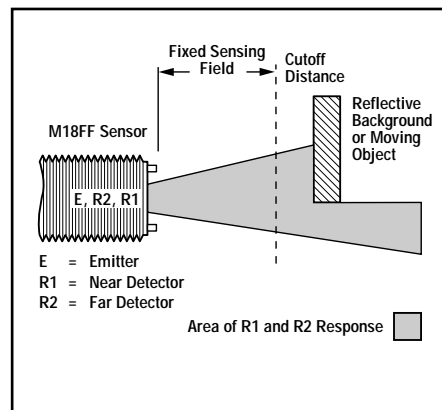 Fixed Sensing
Field
Cutoff
Distance
Reflective
Background
or Moving
Object
M18FF Sensor
E, R2, R1
E = Emitter
R1 = Near Detector
R2 = Far Detector
Area of R1 and R2 Response